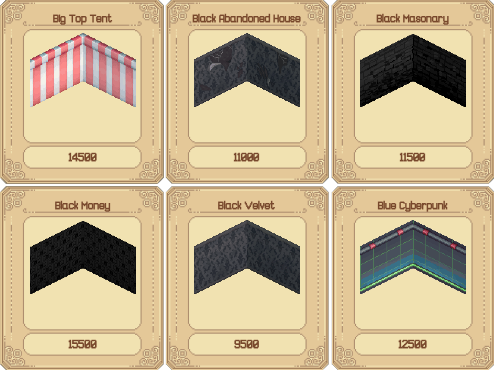 Big Top Tent
14500
Black Abandoned House
11000
Black Masonary
11500
Black Money
15500
Black Velvet
9500
Blue Cyberpunk
12500